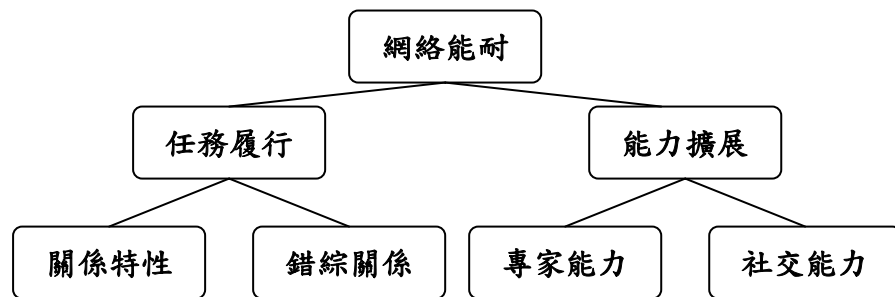 網絡能耐
任務履行
能力擴展
關係特性
錯綜關係
專家能力
社交能力